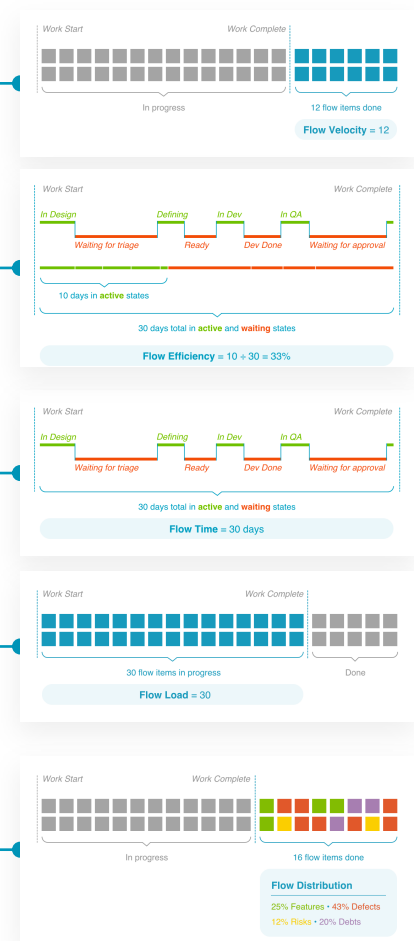 Work Start Work Complete
In progress 12 flow items done
Flow Velocity = 12
Work Start Work Complete
In Design Defining In Dev In QA
Waiting for triage Ready Dev Done Waiting for approval
10 days in active states
30 days total in active and waiting states
Flow Efficiency = 10 ÷ 30 = 33%
Work Start Work Complete
In Design Defining In Dev In QA
Waiting for triage Ready Dev Done Waiting for approval
30 days total in active and waiting states
Flow Time = 30 days
Work Start Work Complete
30 flow items in progress Done
Flow Load = 30
Work Start Work Complete
In progress 16 flow items done
Flow Distribution
25% Features • 43% Defects
12% Risks • 20% Debts